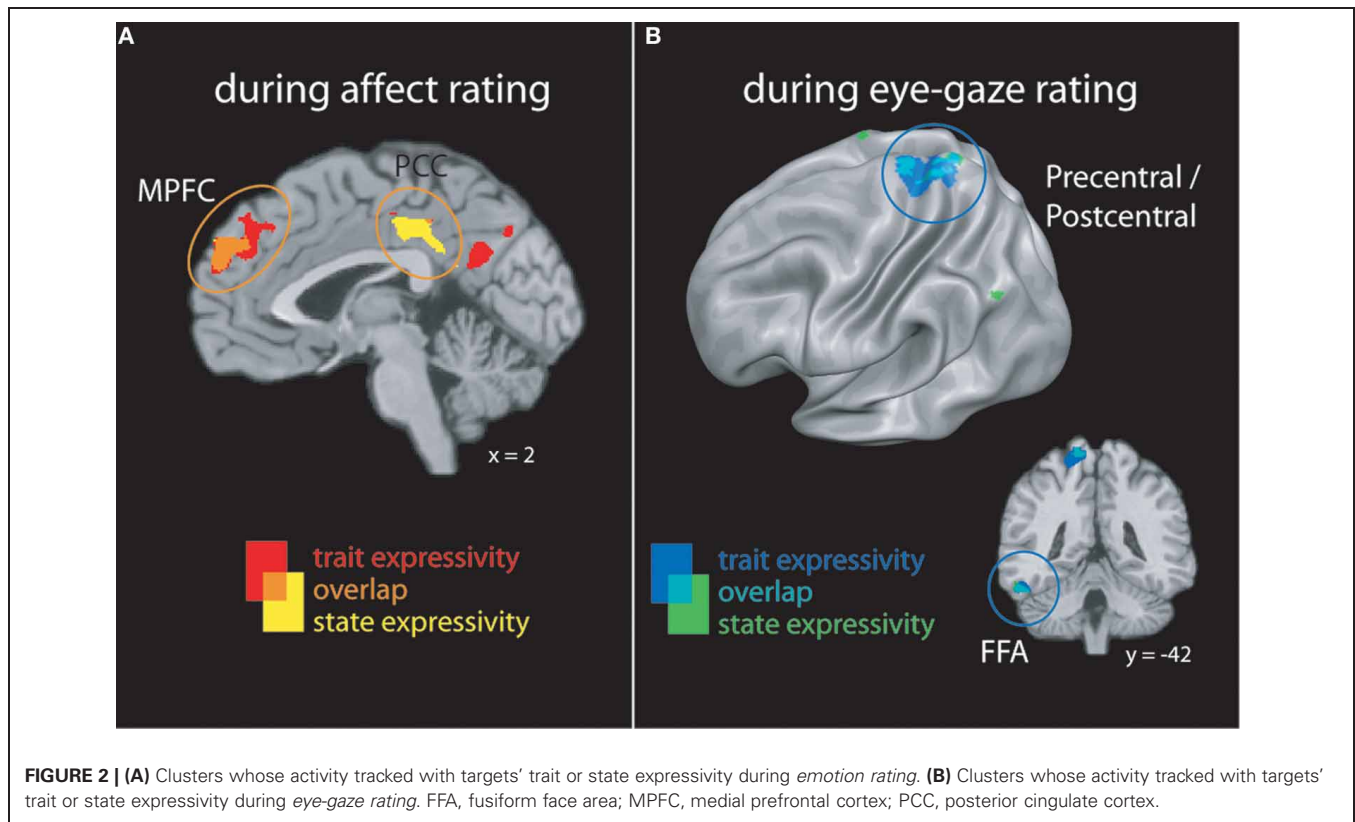 A
during affect rating
MPFC
PCC
x = 2
trait expressivity
overlap
state expressivity
B
during eye-gaze rating
Precentral /
Postcentral
trait expressivity
overlap
state expressivity
FFA
y = -42
FIGURE 2 | (A) Clusters whose activity tracked with targets' trait or state expressivity during emotion rating. (B) Clusters whose activity tracked with targets'
trait or state expressivity during eye-gaze rating. FFA, fusiform face area; MPFC, medial prefrontal cortex; PCC, posterior cingulate cortex.